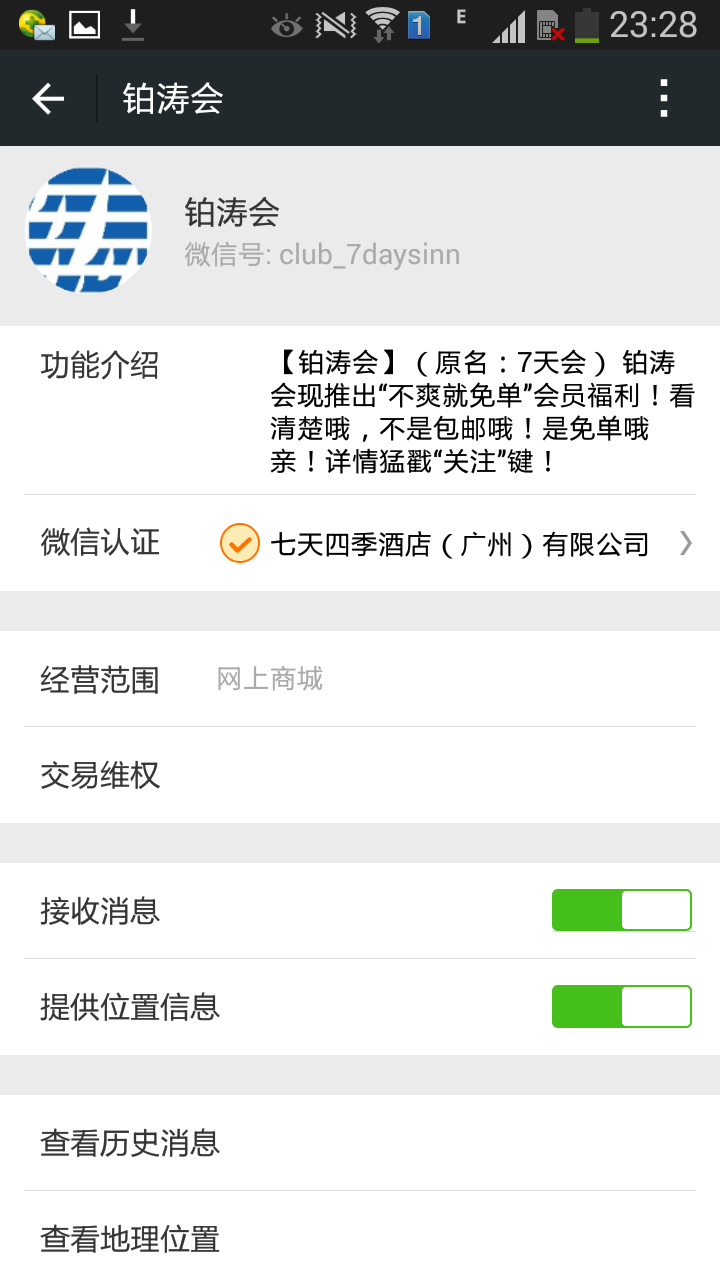 1 E 23:28
铂涛会
铂涛会
微信号: club_7daysinn
功能介绍
【铂涛会】（原名：7天会） 铂涛
会现推出“不爽就免单”会员福利！看
清楚哦，不是包邮哦！是免单哦
亲！详情猛戳“关注”键！
微信认证 七天四季酒店（广州）有限公司
经营范围 网上商城
交易维权
接收消息
提供位置信息
查看历史消息
查看地理位置